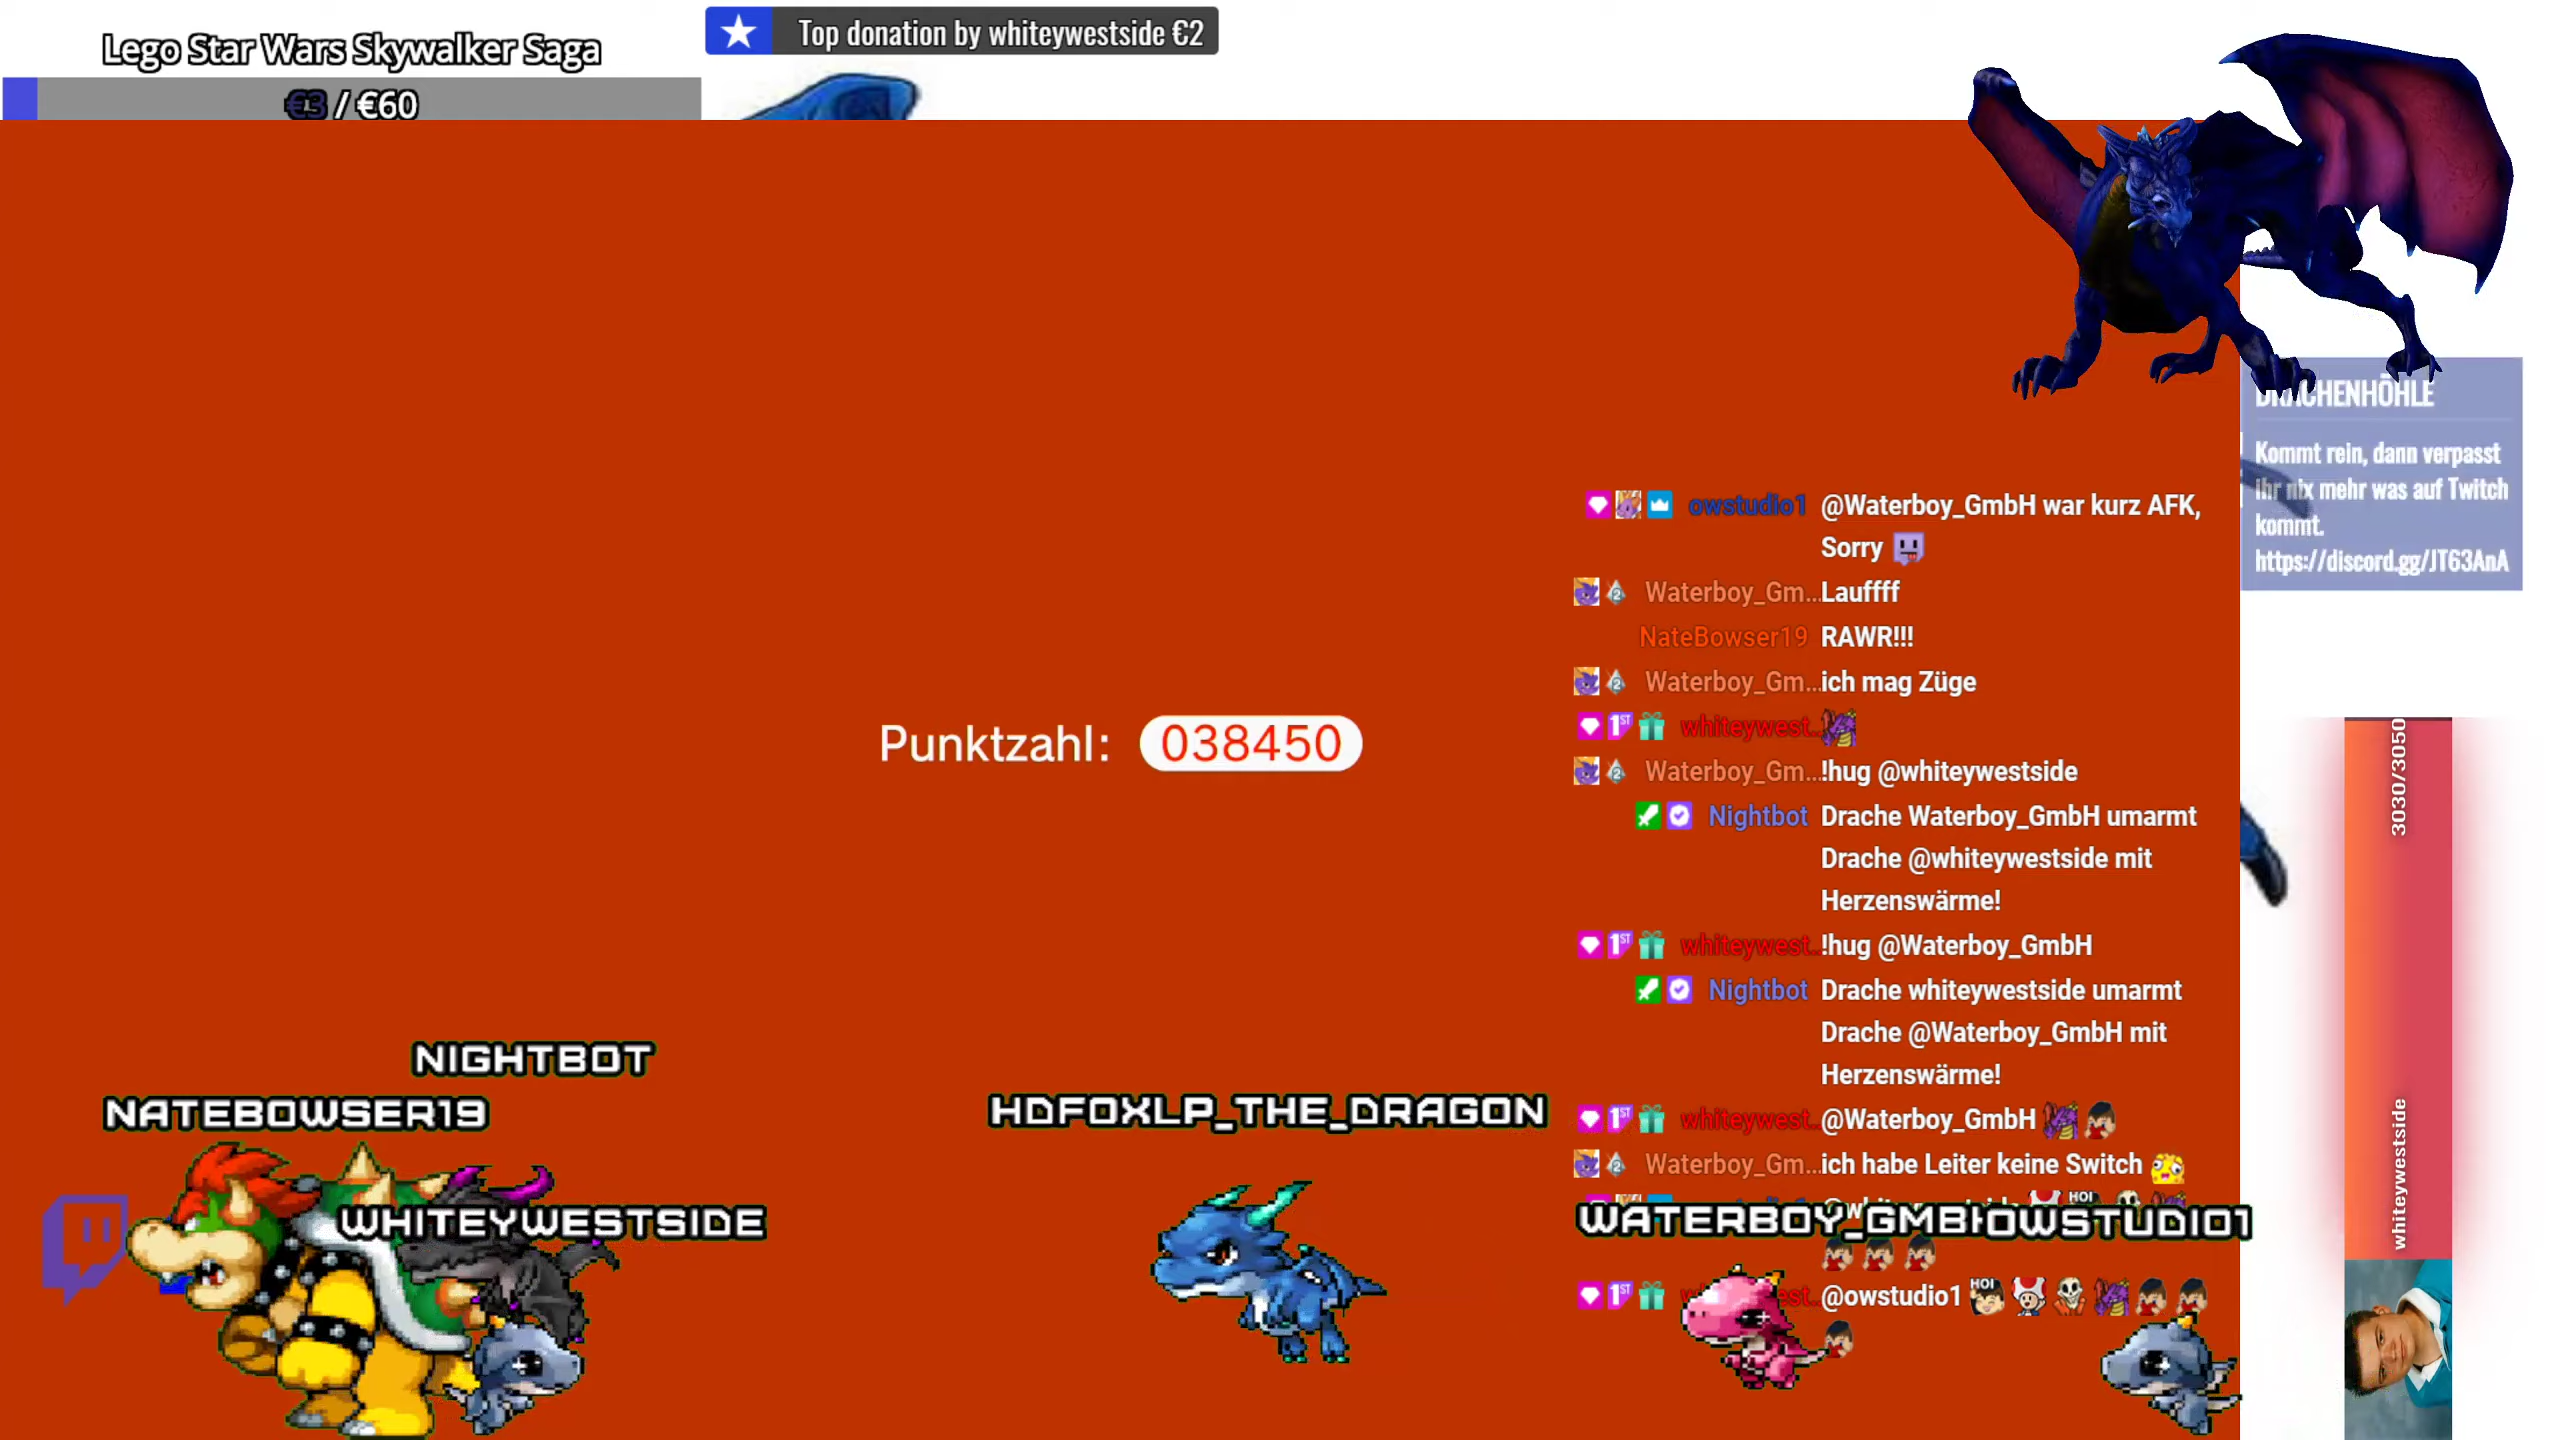 Lego Star Wars Skywalker Saga
/ €60
Top donation by whiteywestside €2
DRACHENHÖHLE
Kommt rein, dann verpasst
ihr nix mehr was auf Twitch
kommt.
https://discord.gg/JT63AnA
Punktzahl: 038450
owstudio1 @Waterboy_GmbH war kurz AFK,
Sorry
Waterboy_Gm... Lauffff
NateBowser19 RAWR!!!
Waterboy_Gm... ich mag Züge
whiteywest...
Waterboy_Gm... !hug @whiteywestside
Nightbot Drache Waterboy_GmbH umarmt
Drache @whiteywestside mit
Herzenswärme!
whiteywest... !hug @Waterboy_GmbH
Nightbot Drache whiteywestside umarmt
Drache @Waterboy_GmbH mit
Herzenswärme!
whiteywest... @Waterboy_GmbH
Waterboy_Gm... ich habe Leiter keine Switch
@owstudio1 HOI
NIGHTBOT
NATEBOWSER19
WHITEYWESTSIDE
HDFOXLP_THE_DRAGON
WATERBOY_GMBH
OWSTUDIO1
3030/3050
whiteywestside